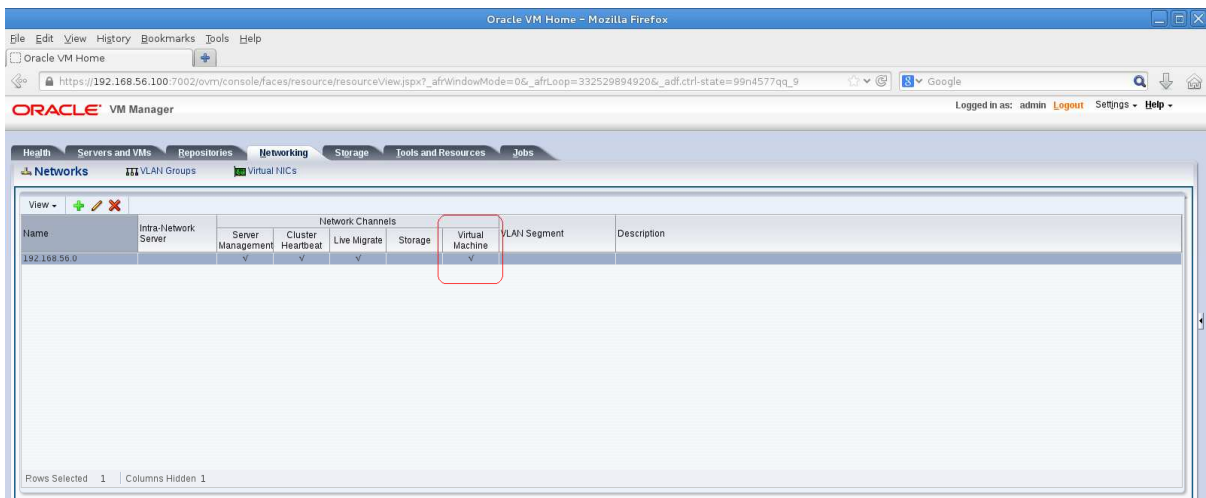 Oracle VM Home - Mozilla Firefox
File Edit View History Bookmarks Tools Help
Oracle VM Home
https://192.168.56.100:7002/ovm/console/faces/resource/resourceView.jspx?_afrWindowMode=0&_afrLoop=332529894920&_adf.ctrl-state=99n4577qq_9
Google
ORACLE VM Manager
Logged in as: admin Logout Settings Help
Health Servers and VMs Repositories Networking Storage Tools and Resources Jobs
Networks VLAN Groups Virtual NICs
View
Name
Intra-Network Server
Network Channels
Server Management
Cluster Heartbeat
Live Migrate
Storage
Virtual Machine
VLAN Segment
Description
192.168.56.0 √ √ √ √
Rows Selected 1 Columns Hidden 1